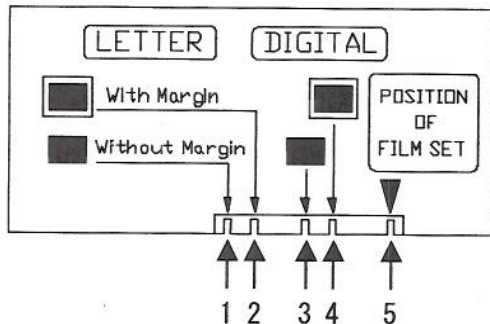 LETTER DIGITAL
With Margin
Without Margin
POSITION
OF
FILM SET
1 2 3 4 5